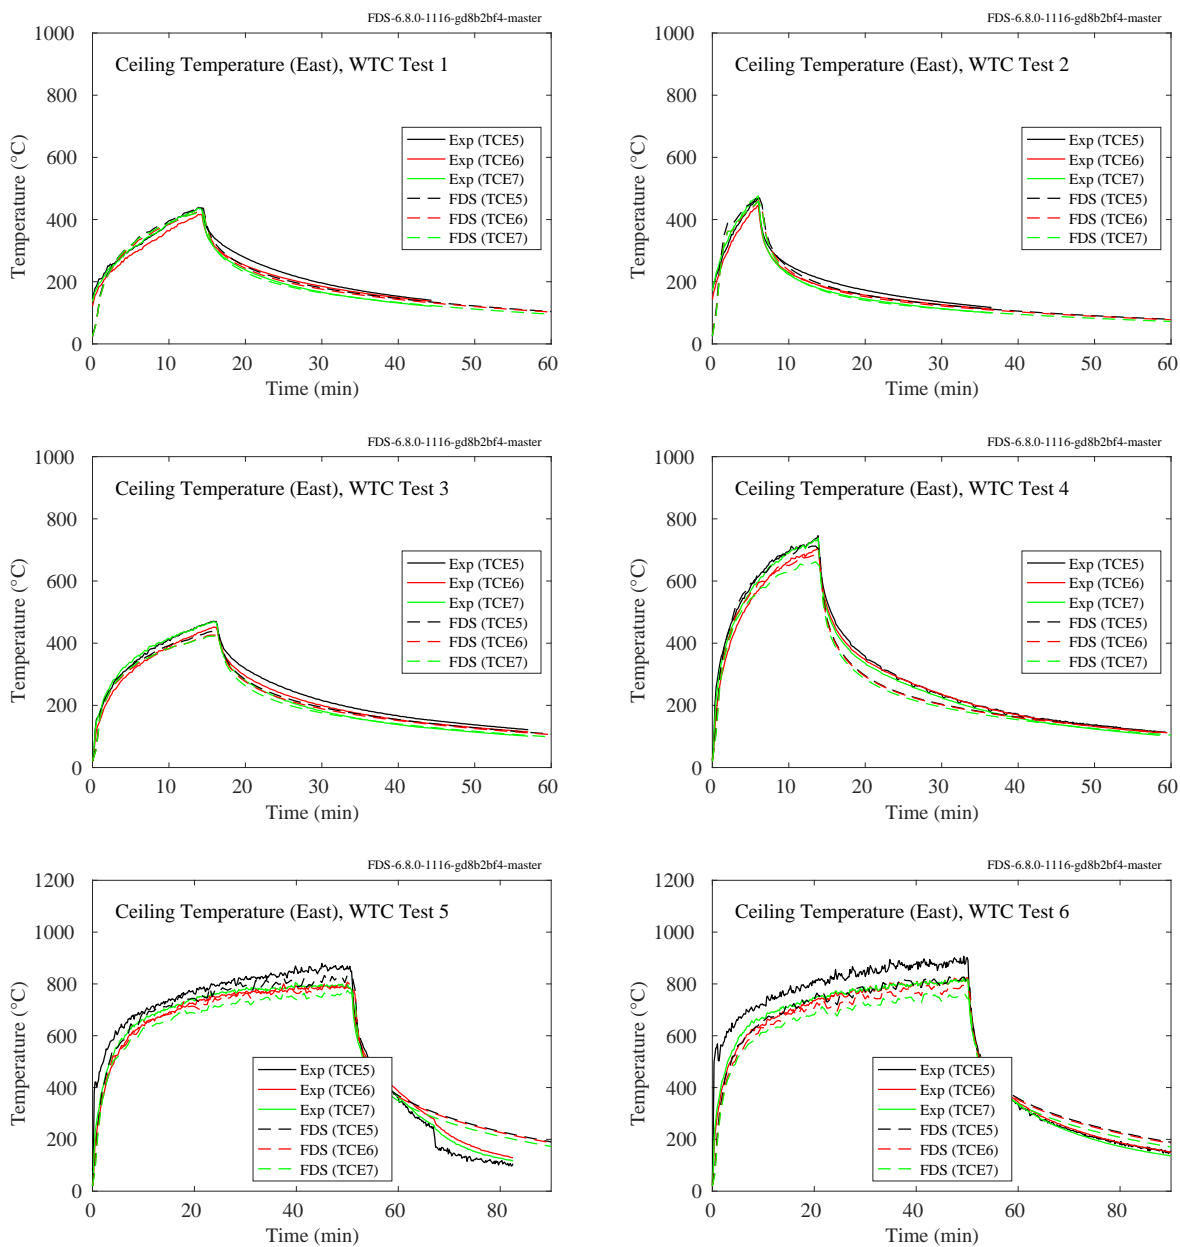 FDS-6.8.0-1116-gd8b2bf4-master
Ceiling Temperature (East), WTC Test 1
Temperature (°C)
1000
800
600
400
200
0
Exp (TCE5)
Exp (TCE6)
Exp (TCE7)
FDS (TCE5)
FDS (TCE6)
FDS (TCE7)
0 10 20 30 40 50 60
Time (min)
FDS-6.8.0-1116-gd8b2bf4-master
Ceiling Temperature (East), WTC Test 2
Temperature (°C)
1000
800
600
400
200
0
Exp (TCE5)
Exp (TCE6)
Exp (TCE7)
FDS (TCE5)
FDS (TCE6)
FDS (TCE7)
0 10 20 30 40 50 60
Time (min)
FDS-6.8.0-1116-gd8b2bf4-master
Ceiling Temperature (East), WTC Test 3
Temperature (°C)
1000
800
600
400
200
0
Exp (TCE5)
Exp (TCE6)
Exp (TCE7)
FDS (TCE5)
FDS (TCE6)
FDS (TCE7)
0 10 20 30 40 50 60
Time (min)
FDS-6.8.0-1116-gd8b2bf4-master
Ceiling Temperature (East), WTC Test 4
Temperature (°C)
1000
800
600
400
200
0
Exp (TCE5)
Exp (TCE6)
Exp (TCE7)
FDS (TCE5)
FDS (TCE6)
FDS (TCE7)
0 10 20 30 40 50 60
Time (min)
FDS-6.8.0-1116-gd8b2bf4-master
Ceiling Temperature (East), WTC Test 5
Temperature (°C)
1200
1000
800
600
400
200
0
Exp (TCE5)
Exp (TCE6)
Exp (TCE7)
FDS (TCE5)
FDS (TCE6)
FDS (TCE7)
0 20 40 60 80
Time (min)
FDS-6.8.0-1116-gd8b2bf4-master
Ceiling Temperature (East), WTC Test 6
Temperature (°C)
1200
1000
800
600
400
200
0
Exp (TCE5)
Exp (TCE6)
Exp (TCE7)
FDS (TCE5)
FDS (TCE6)
FDS (TCE7)
0 20 40 60 80
Time (min)